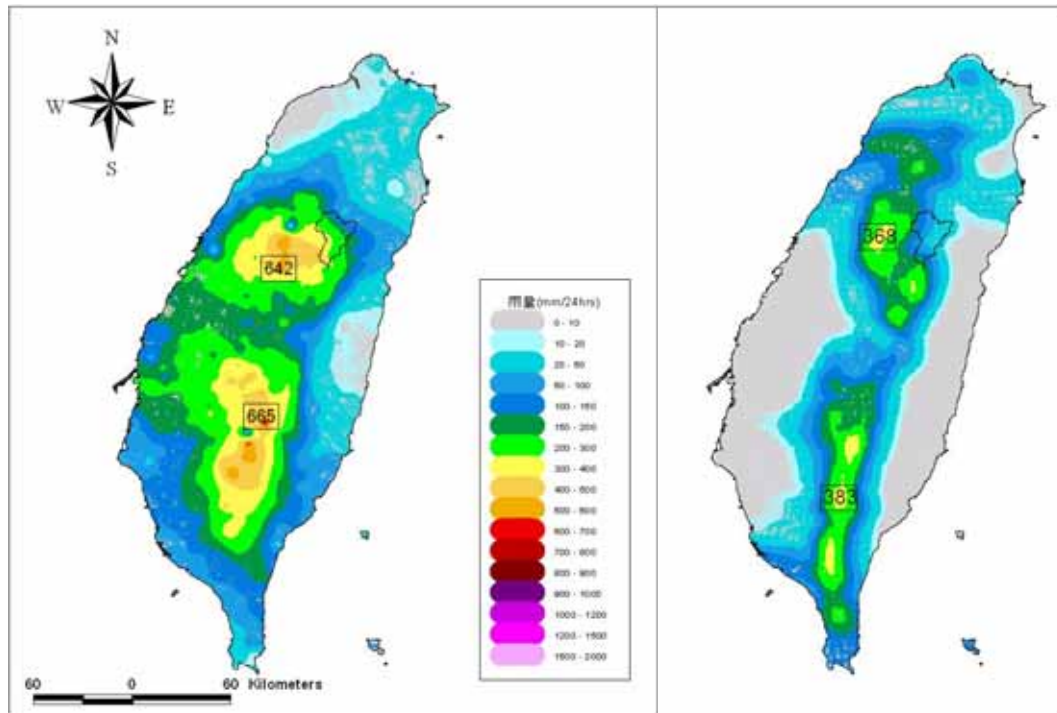 N
W E
S
642
665
雨量(mm/24hrs)
0 - 10
10 - 20
20 - 50
50 - 100
100 - 150
150 - 200
200 - 300
300 - 400
400 - 500
500 - 600
600 - 700
700 - 800
800 - 900
900 - 1000
1000 - 1200
1200 - 1500
1500 - 2000
60 0 60 Kilometers
368
383